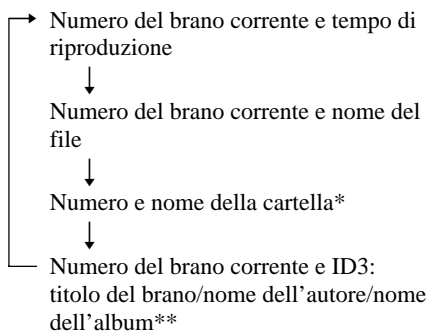 Numero del brano corrente e tempo di
riproduzione
Numero del brano corrente e nome del
file
Numero e nome della cartella*
Numero del brano corrente e ID3:
titolo del brano/nome dell'autore/nome
dell'album**